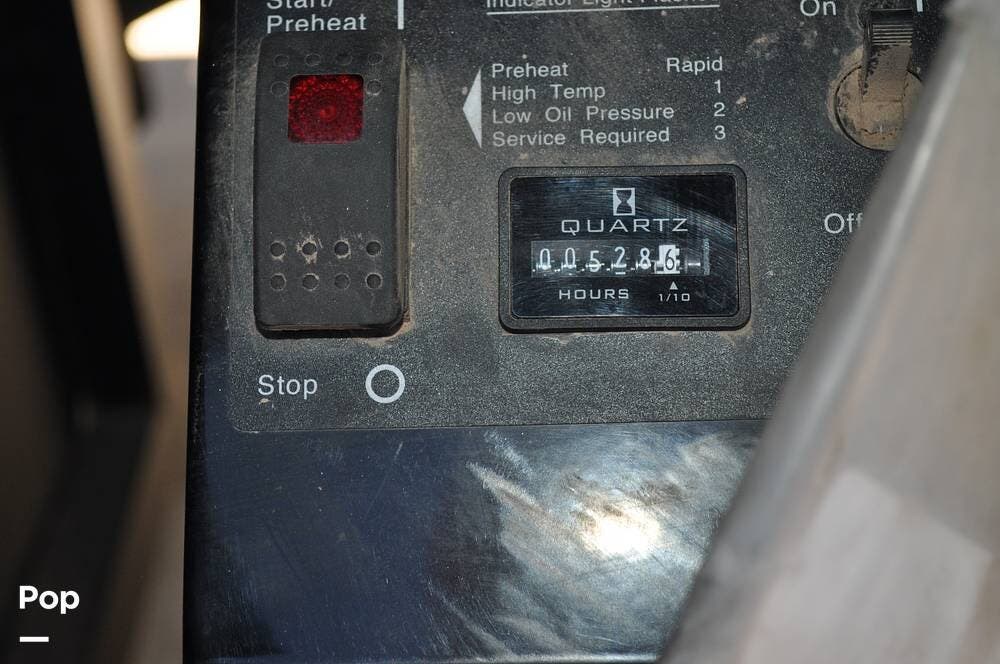 Start/
Preheat
Indicator Light Flashes
On
Preheat Rapid
High Temp 1
Low Oil Pressure 2
Service Required 3
QUARTZ
005286
HOURS 1/10
Off
Stop
Pop